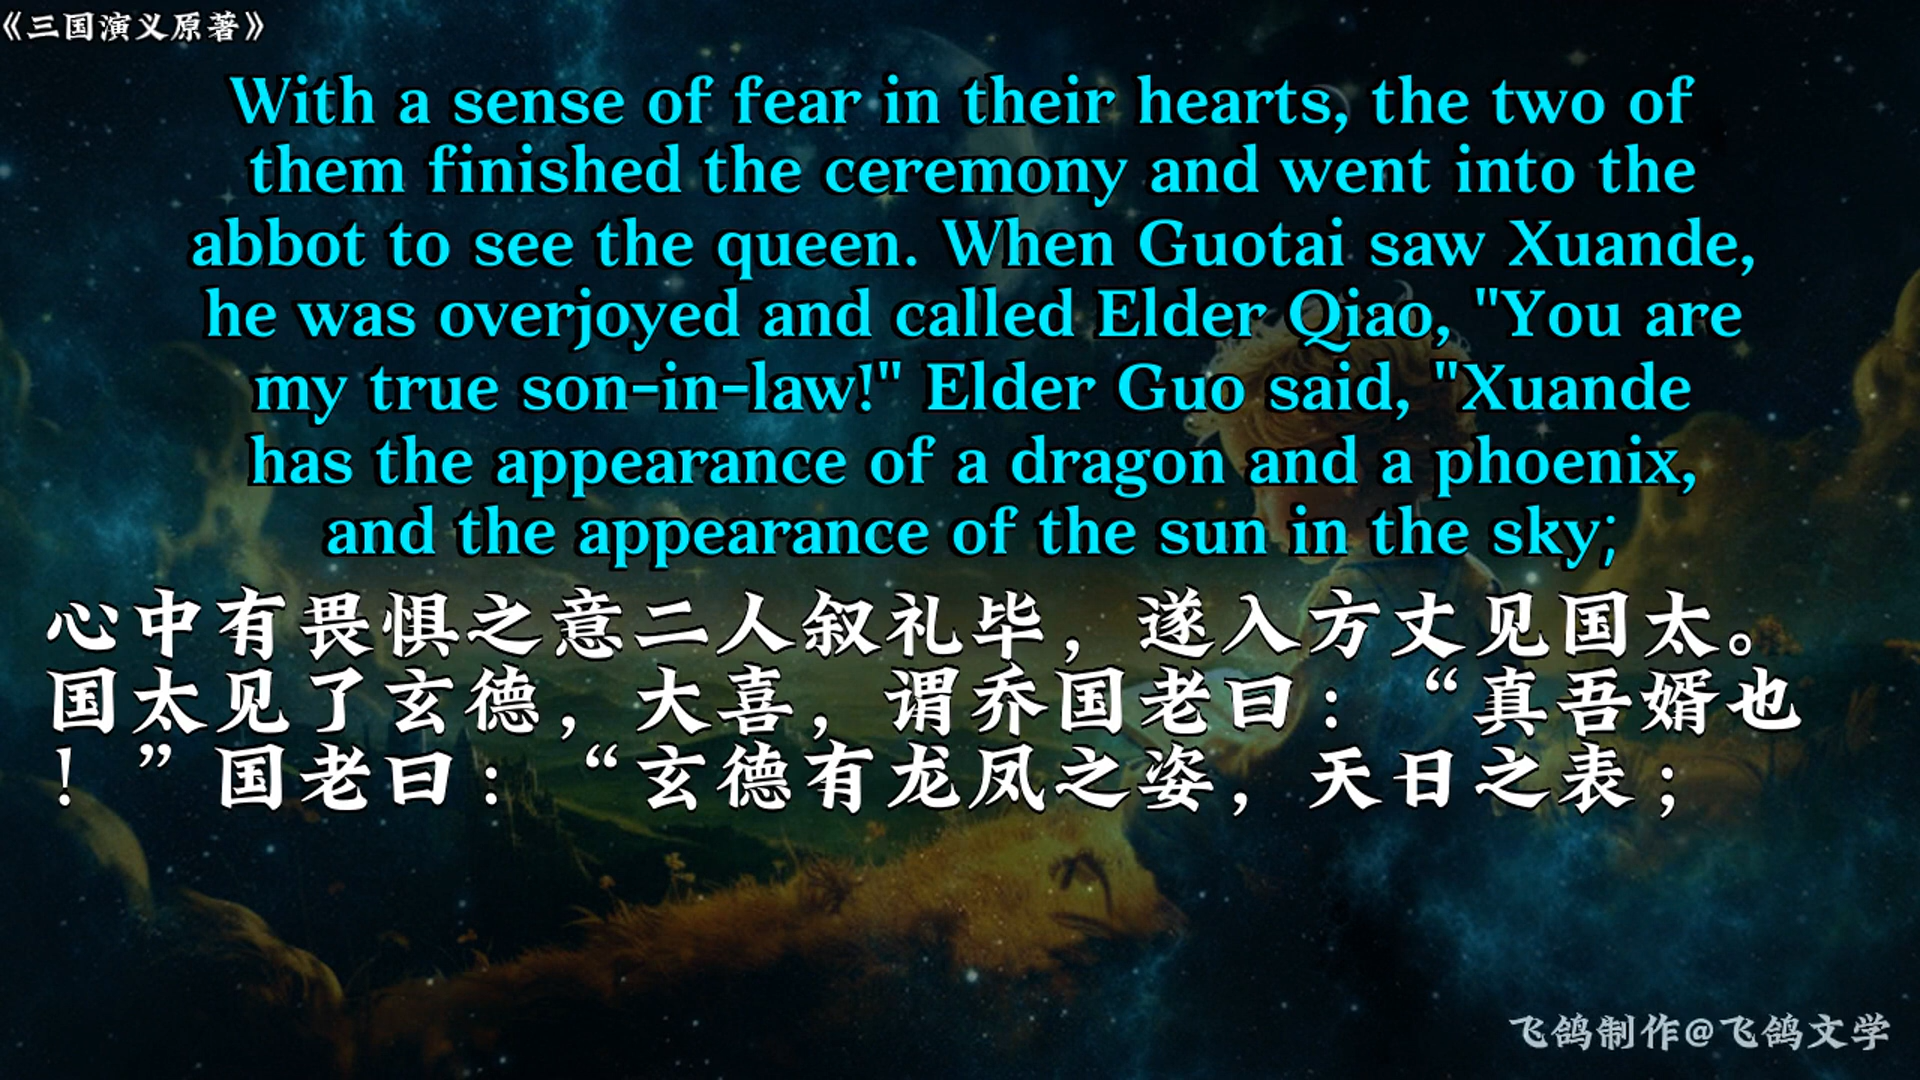 《三国演义原著》
With a sense of fear in their hearts, the two of
them finished the ceremony and went into the
abbot to see the queen. When Guotai saw Xuande,
he was overjoyed and called Elder Qiao, "You are
my true son-in-law!" Elder Guo said, "Xuande
has the appearance of a dragon and a phoenix,
and the appearance of the sun in the sky;
心中有畏惧之意二人叙礼毕，遂入方丈见国太。
国太见了玄德，大喜，谓乔国老曰：“真吾婿也
！”国老曰：“玄德有龙凤之姿，天日之表；
飞鸽制作@飞鸽文学